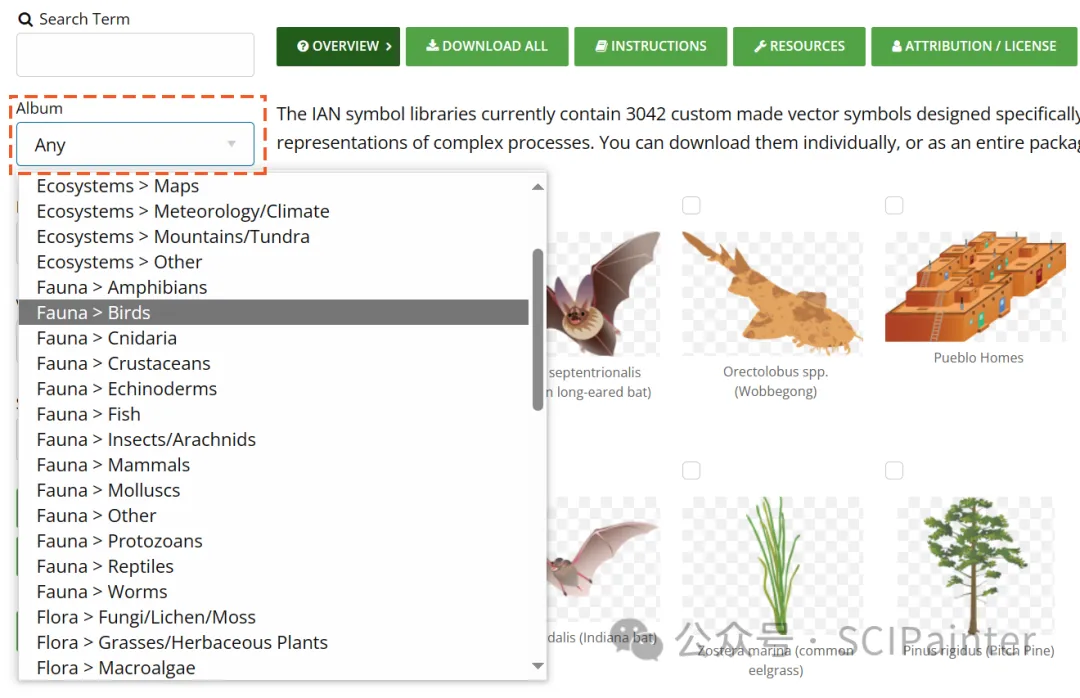 Search Term
OVERVIEW
DOWNLOAD ALL
INSTRUCTIONS
RESOURCES
ATTRIBUTION / LICENSE
Album
Any
The IAN symbol libraries currently contain 3042 custom made vector symbols designed specifically
representations of complex processes. You can download them individually, or as an entire packag
Ecosystems > Maps
Ecosystems > Meteorology/Climate
Ecosystems > Mountains/Tundra
Ecosystems > Other
Fauna > Amphibians
Fauna > Birds
Fauna > Cnidaria
Fauna > Crustaceans
Fauna > Echinoderms
Fauna > Fish
Fauna > Insects/Arachnids
Fauna > Mammals
Fauna > Molluscs
Fauna > Other
Fauna > Protozoans
Fauna > Reptiles
Fauna > Worms
Flora > Fungi/Lichen/Moss
Flora > Grasses/Herbaceous Plants
Flora > Macroalgae
septentrionalis
n long-eared bat)
Orectolobus spp.
(Wobbegong)
Pueblo Homes
dalis (Indiana bat)
Zostera marina (common
eelgrass)
Pinus rigidus (Pitch Pine)
公众号 · SCIPainter